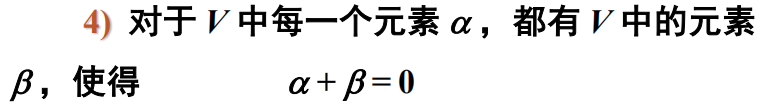 4) 对于 V 中每一个元素 α，都有 V 中的元素
β，使得 α + β = 0